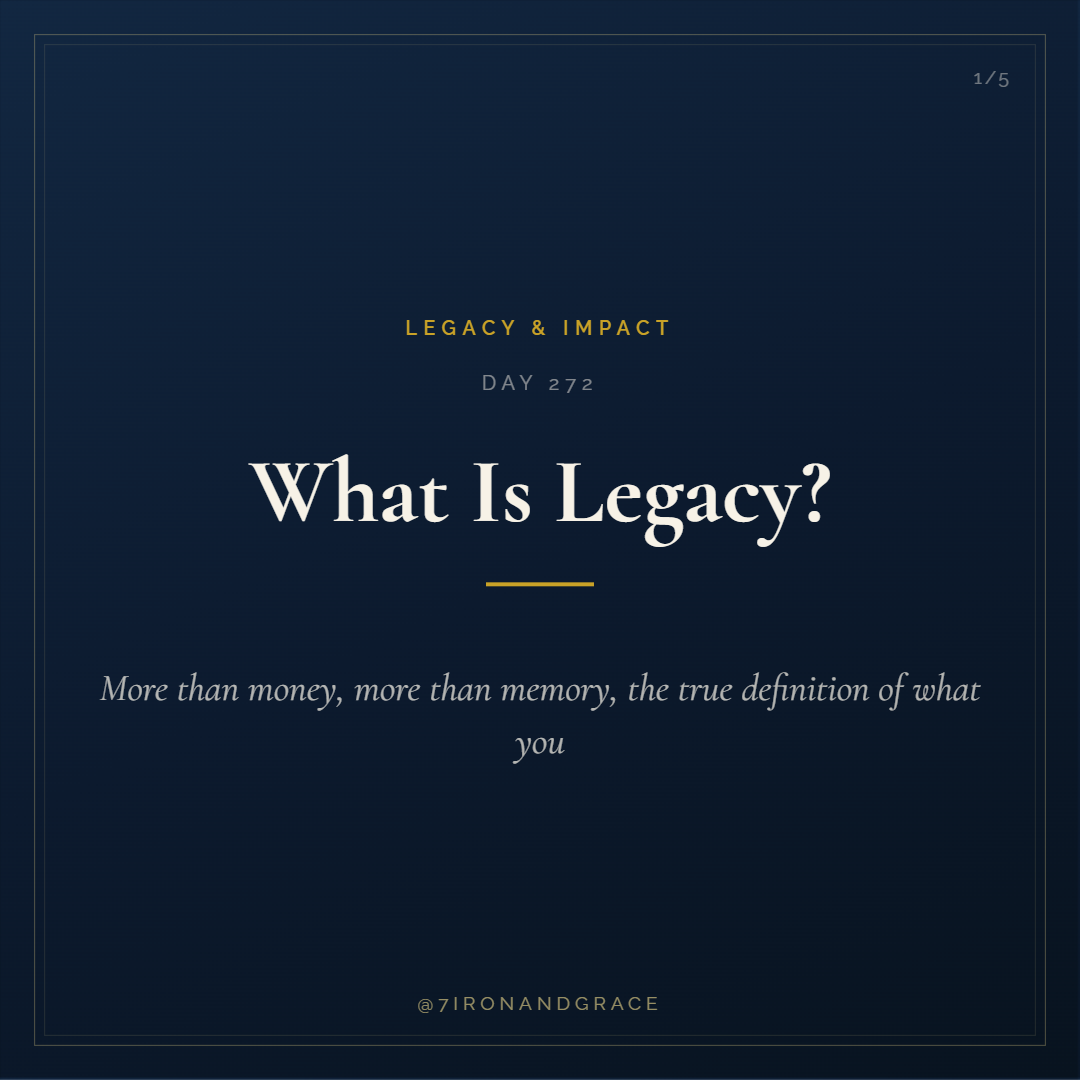 1/5
LEGACY & IMPACT
DAY 272
What Is Legacy?
More than money, more than memory, the true definition of what
you
@7IRONANDGRACE